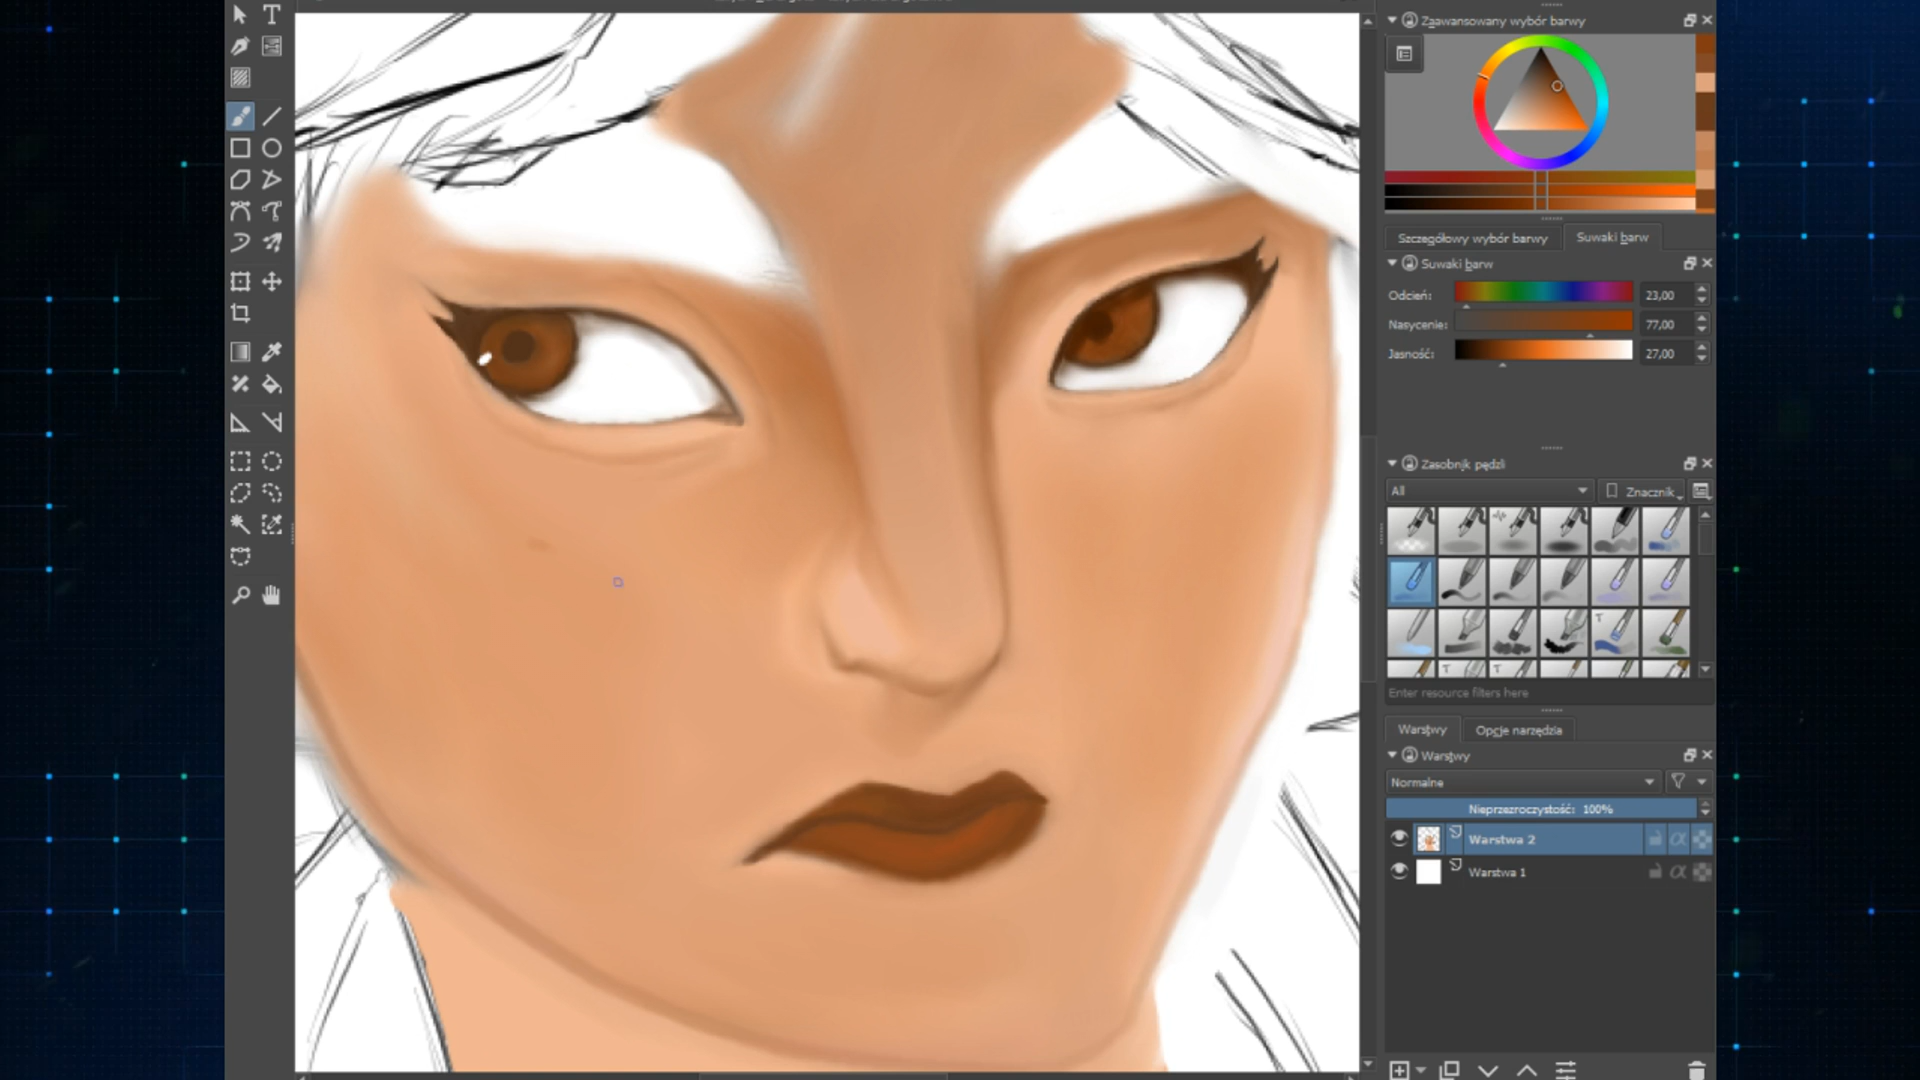 Zaawansowany wybór barwy
Szczegółowy wybór barwy
Suwaki barw
Suwaki barw
Odcień: 23,00
Nasycenie: 77,00
Jasność: 27,00
Zasobnik pędzli
All
Znacznik
Enter resource filters here
Warstwy
Opcje narzędzia
Warstwy
Normalne
Nieprzezroczystość: 100%
Warstwa 2
Warstwa 1